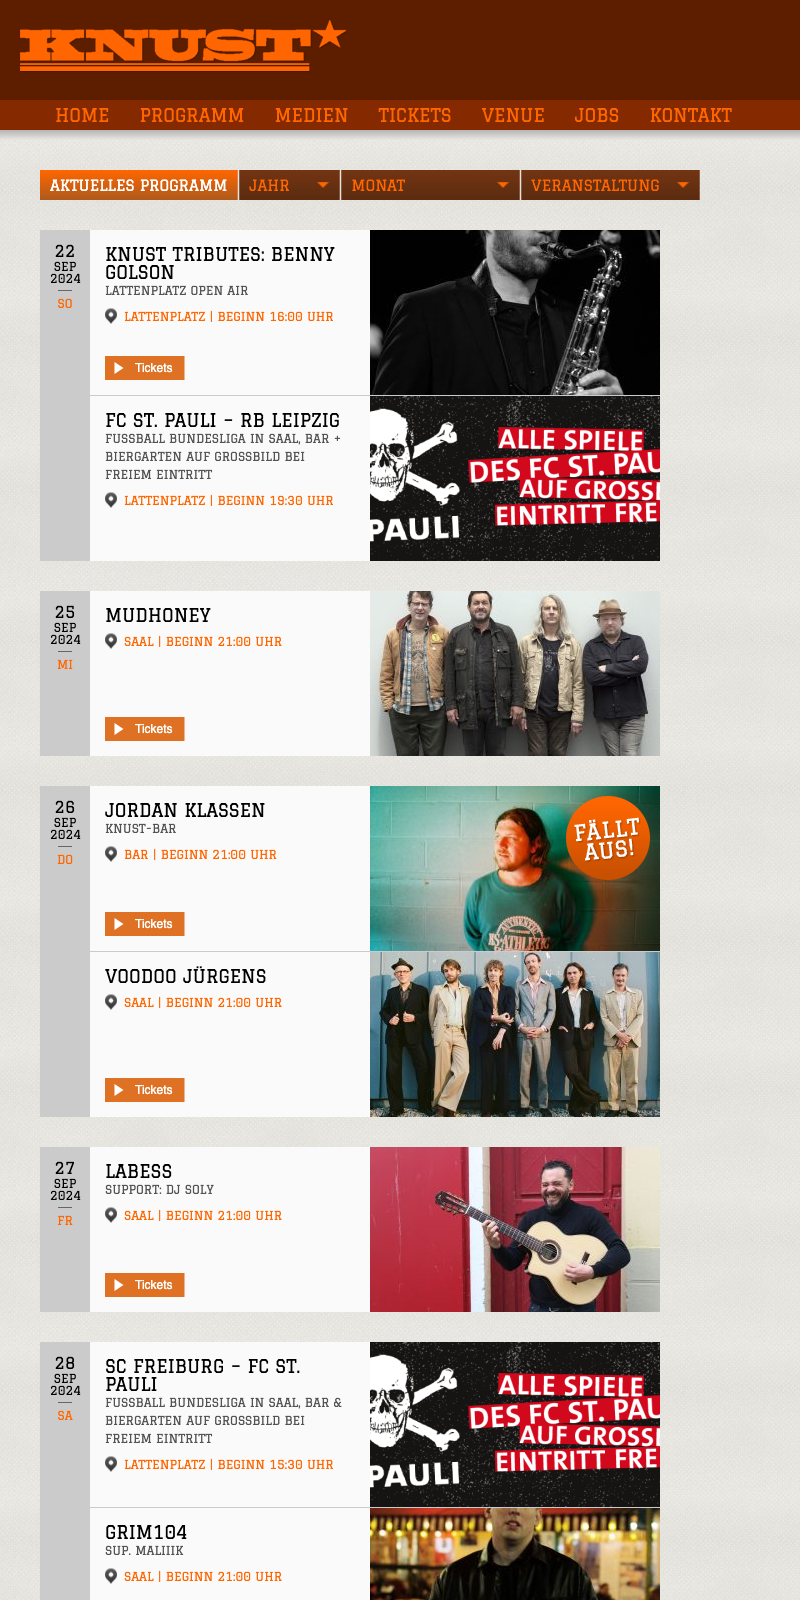 KNUST
HOME PROGRAMM MEDIEN TICKETS VENUE JOBS KONTAKT
AKTUELLES PROGRAMM JAHR MONAT VERANSTALTUNG
22
SEP
2024
SO
KNUST TRIBUTES: BENNY
GOLSON
LATTENPLATZ OPEN AIR
LATTENPLATZ | BEGINN 16:00 UHR
Tickets
FC ST. PAULI – RB LEIPZIG
FUSSBALL BUNDESLIGA IN SAAL, BAR +
BIERGARTEN AUF GROSSBILD BEI
FREIEM EINTRITT
LATTENPLATZ | BEGINN 19:30 UHR
PAULI
ALLE SPIELE
DES FC ST. PAU
AUF GROSSI
EINTRITT FRE
25
SEP
2024
MI
MUDHONEY
SAAL | BEGINN 21:00 UHR
Tickets
26
SEP
2024
DO
JORDAN KLASSEN
KNUST-BAR
BAR | BEGINN 21:00 UHR
Tickets
FÄLLT
AUS!
AUTHENTIC
VOODOO JÜRGENS
SAAL | BEGINN 21:00 UHR
Tickets
27
SEP
2024
FR
LABESS
SUPPORT: DJ SOLY
SAAL | BEGINN 21:00 UHR
Tickets
28
SEP
2024
SA
SC FREIBURG – FC ST.
PAULI
FUSSBALL BUNDESLIGA IN SAAL, BAR &
BIERGARTEN AUF GROSSBILD BEI
FREIEM EINTRITT
LATTENPLATZ | BEGINN 15:30 UHR
PAULI
ALLE SPIELE
DES FC ST. PAU
AUF GROSSI
EINTRITT FRE
GRIM104
SUP. MALIIIK
SAAL | BEGINN 21:00 UHR